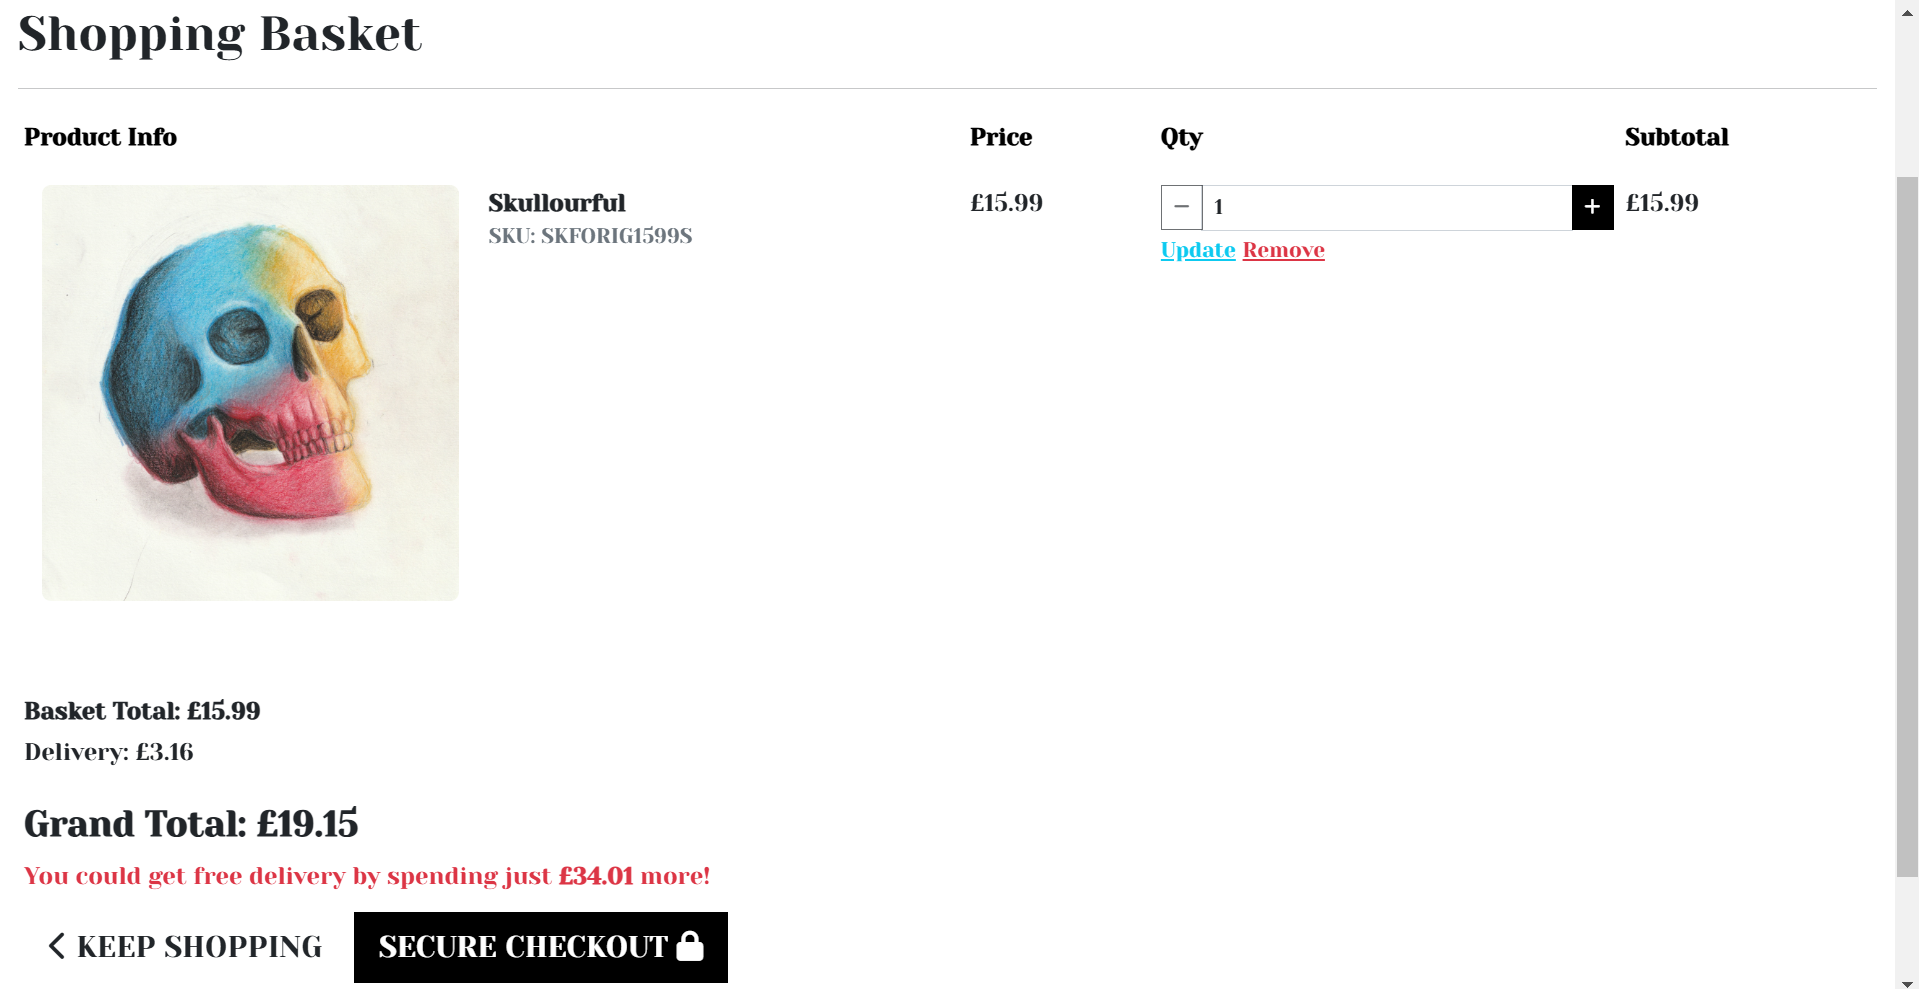 Shopping Basket
Product Info Price Qty Subtotal
Skullourful £15.99 1 £15.99
SKU: SKFORIG1599S
Update Remove
Basket Total: £15.99
Delivery: £3.16
Grand Total: £19.15
You could get free delivery by spending just £34.01 more!
KEEP SHOPPING SECURE CHECKOUT